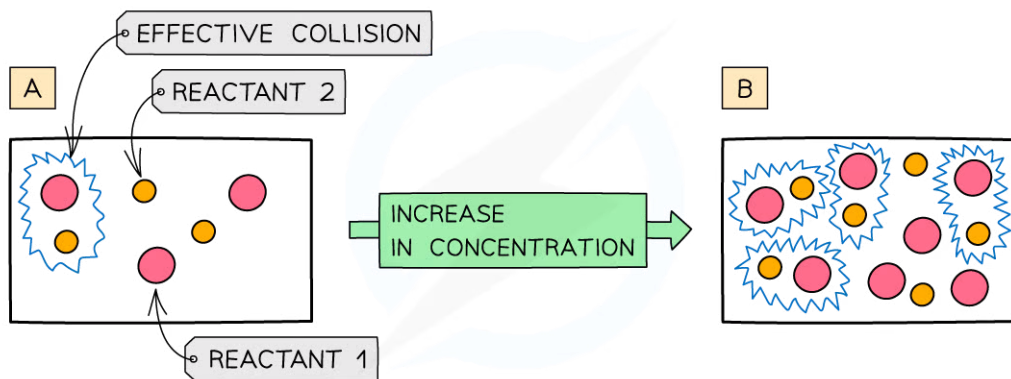 EFFECTIVE COLLISION
A
REACTANT 2
B
INCREASE
IN CONCENTRATION
REACTANT 1